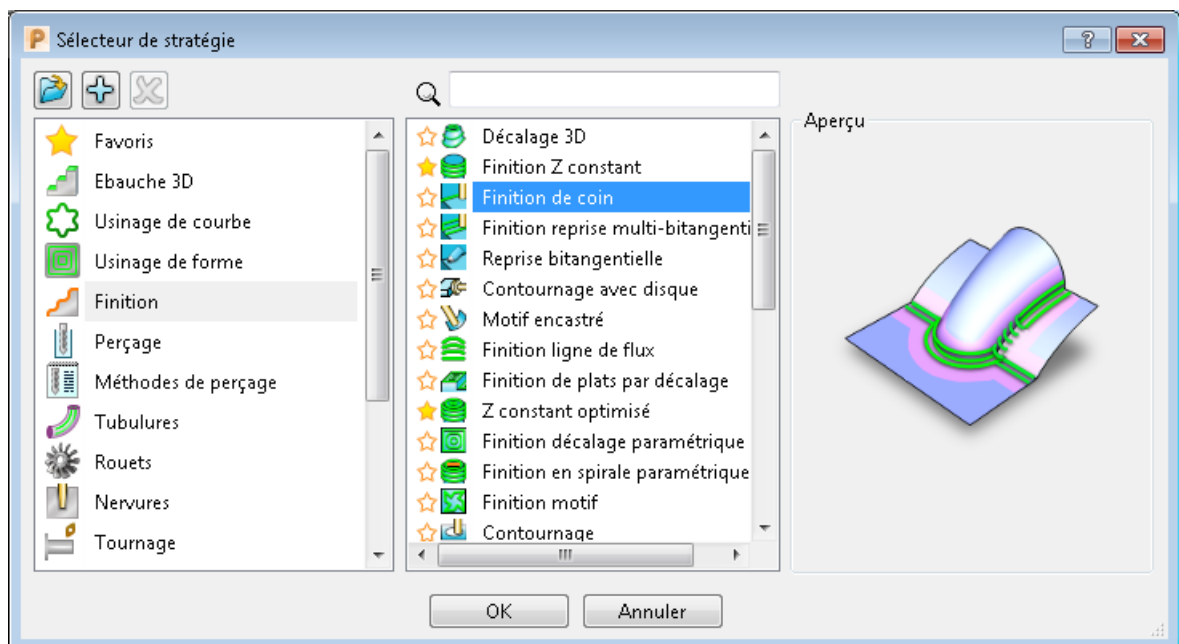 Sélecteur de stratégie
Favoris
Ebauche 3D
Usinage de courbe
Usinage de forme
Finition
Perçage
Méthodes de perçage
Tubulures
Rouets
Nervures
Tournage
Décalage 3D
Finition Z constant
Finition de coin
Finition reprise multi-bitangenti
Reprise bitangentielle
Contournage avec disque
Motif encastré
Finition ligne de flux
Finition de plats par décalage
Z constant optimisé
Finition décalage paramétrique
Finition en spirale paramétrique
Finition motif
Contournage
Aperçu
OK
Annuler